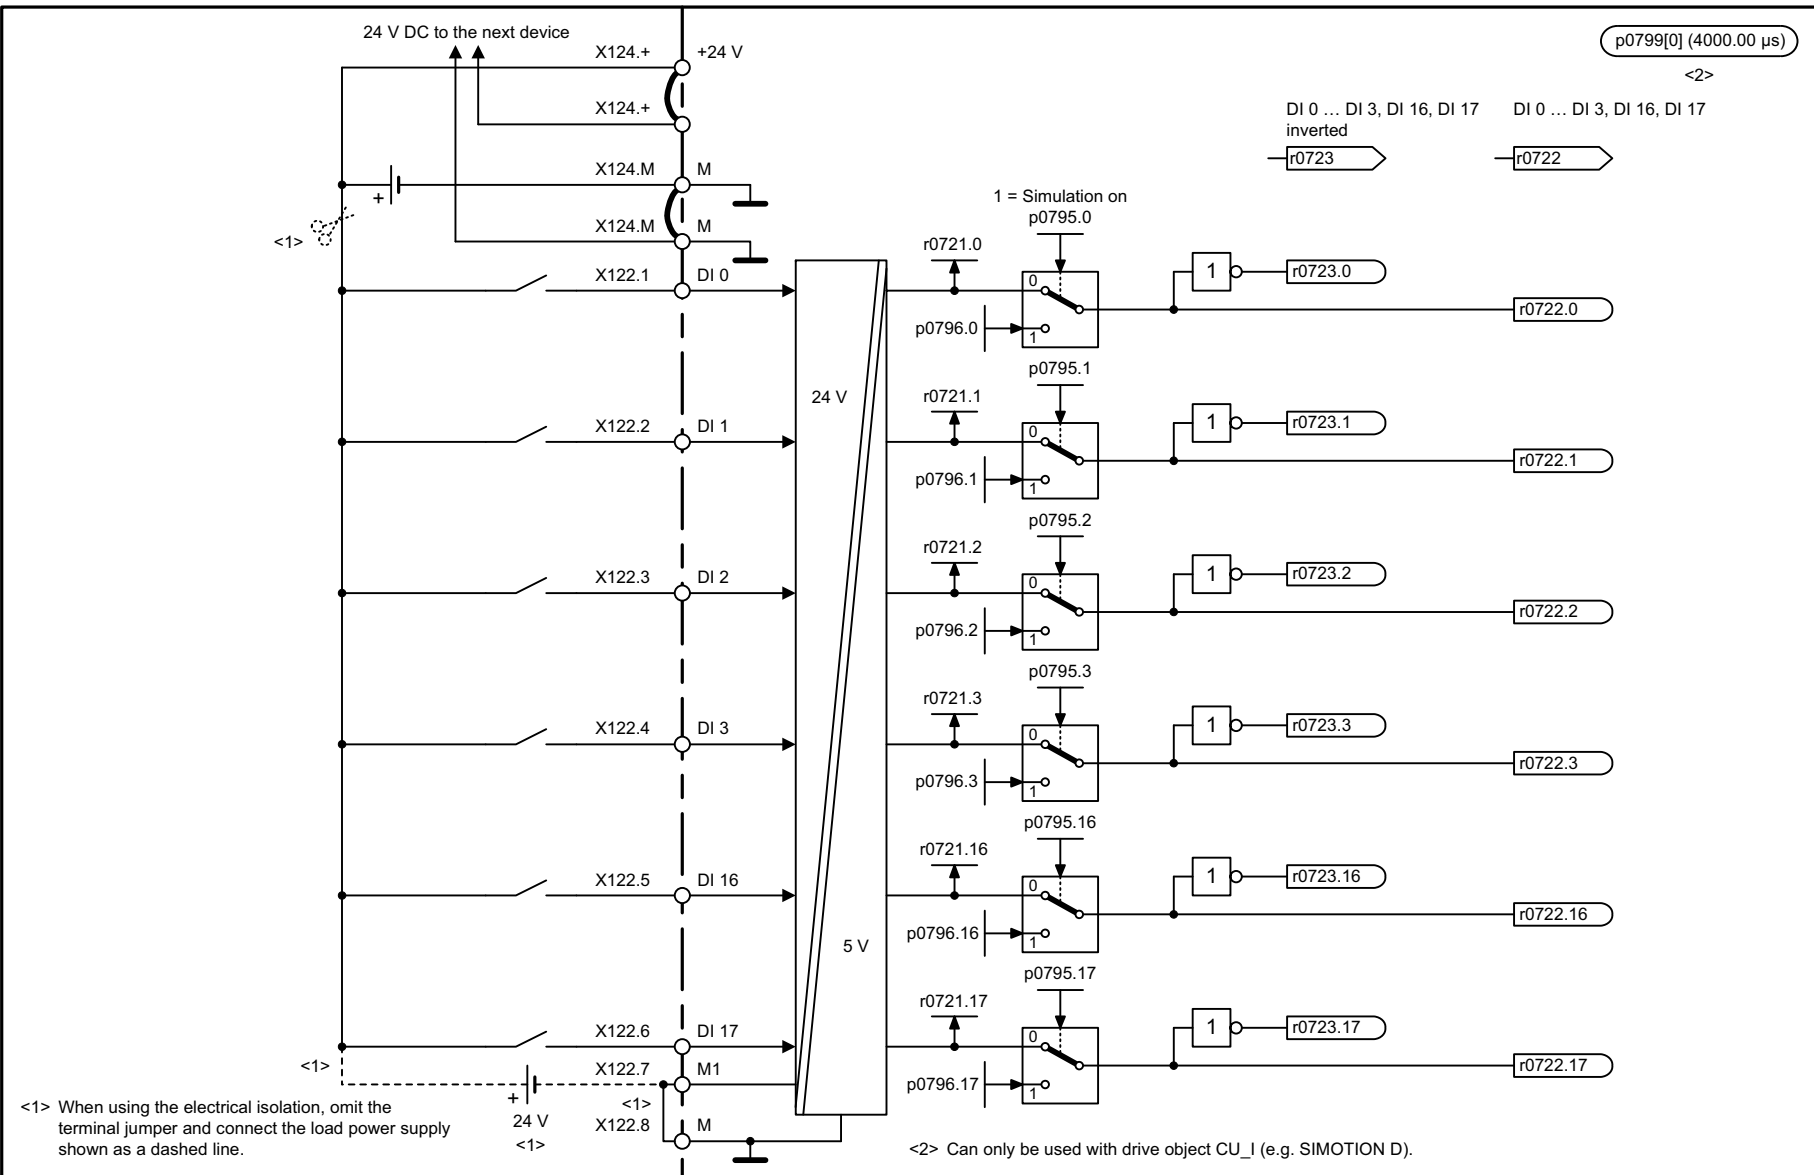 24 V DC to the next device
X124.+ +24 V
p0799[0] (4000.00 µs)
<2>
X124.+
DI 0 … DI 3, DI 16, DI 17
inverted
DI 0 … DI 3, DI 16, DI 17
r0723
r0722
X124.M M
+
<1>
X124.M M
1 = Simulation on
p0795.0
r0721.0
X122.1 DI 0
0
1
r0723.0
p0796.0
1
r0722.0
24 V
p0795.1
r0721.1
X122.2 DI 1
0
1
r0723.1
p0796.1
1
r0722.1
p0795.2
r0721.2
X122.3 DI 2
0
1
r0723.2
p0796.2
1
r0722.2
p0795.3
r0721.3
X122.4 DI 3
0
1
r0723.3
p0796.3
1
r0722.3
p0795.16
r0721.16
X122.5 DI 16
0
1
r0723.16
p0796.16
1
r0722.16
5 V
p0795.17
r0721.17
X122.6 DI 17
0
1
r0723.17
p0796.17
1
r0722.17
<1>
X122.7 M1
+
24 V
<1>
<1>
X122.8 M
<1> When using the electrical isolation, omit the
terminal jumper and connect the load power supply
shown as a dashed line.
<2> Can only be used with drive object CU_I (e.g. SIMOTION D).